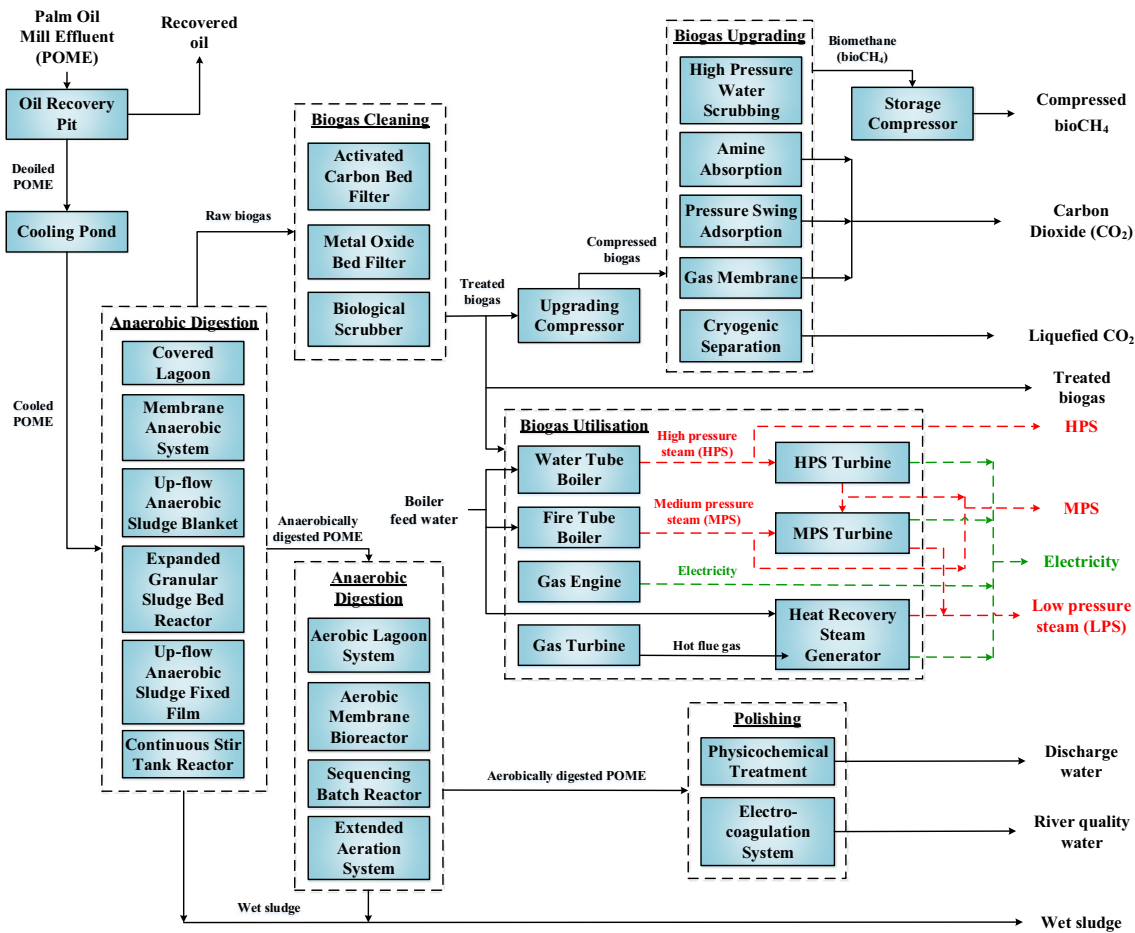 Palm Oil
Mill Effluent
(POME)
Recovered
oil
Oil Recovery
Pit
Deoiled
POME
Cooling Pond
Cooled
POME
Raw biogas
Anaerobic Digestion
Covered
Lagoon
Membrane
Anaerobic
System
Up-flow
Anaerobic
Sludge Blanket
Expanded
Granular
Sludge Bed
Reactor
Up-flow
Anaerobic
Sludge Fixed
Film
Continuous Stir
Tank Reactor
Biogas Cleaning
Activated
Carbon Bed
Filter
Metal Oxide
Bed Filter
Biological
Scrubber
Treated
biogas
Upgrading
Compressor
Compressed
biogas
Biogas Upgrading
High Pressure
Water
Scrubbing
Amine
Absorption
Pressure Swing
Adsorption
Gas Membrane
Cryogenic
Separation
Biomethane
(bioCH₄)
Storage
Compressor
Compressed
bioCH4
Carbon
Dioxide (CO₂)
Liquefied CO₂
Treated
biogas
Boiler
feed water
Biogas Utilisation
Water Tube
Boiler
High pressure
steam (HPS)
HPS Turbine
HPS
Fire Tube
Boiler
Medium pressure
steam (MPS)
MPS Turbine
MPS
Gas Engine
Electricity
Electricity
Gas Turbine
Hot flue gas
Heat Recovery
Steam
Generator
Low pressure
steam (LPS)
Anaerobically
digested POME
Anaerobic
Digestion
Aerobic Lagoon
System
Aerobic
Membrane
Bioreactor
Sequencing
Batch Reactor
Extended
Aeration
System
Aerobically digested POME
Polishing
Physicochemical
Treatment
Electro-
coagulation
System
Discharge
water
River quality
water
Wet sludge
Wet sludge